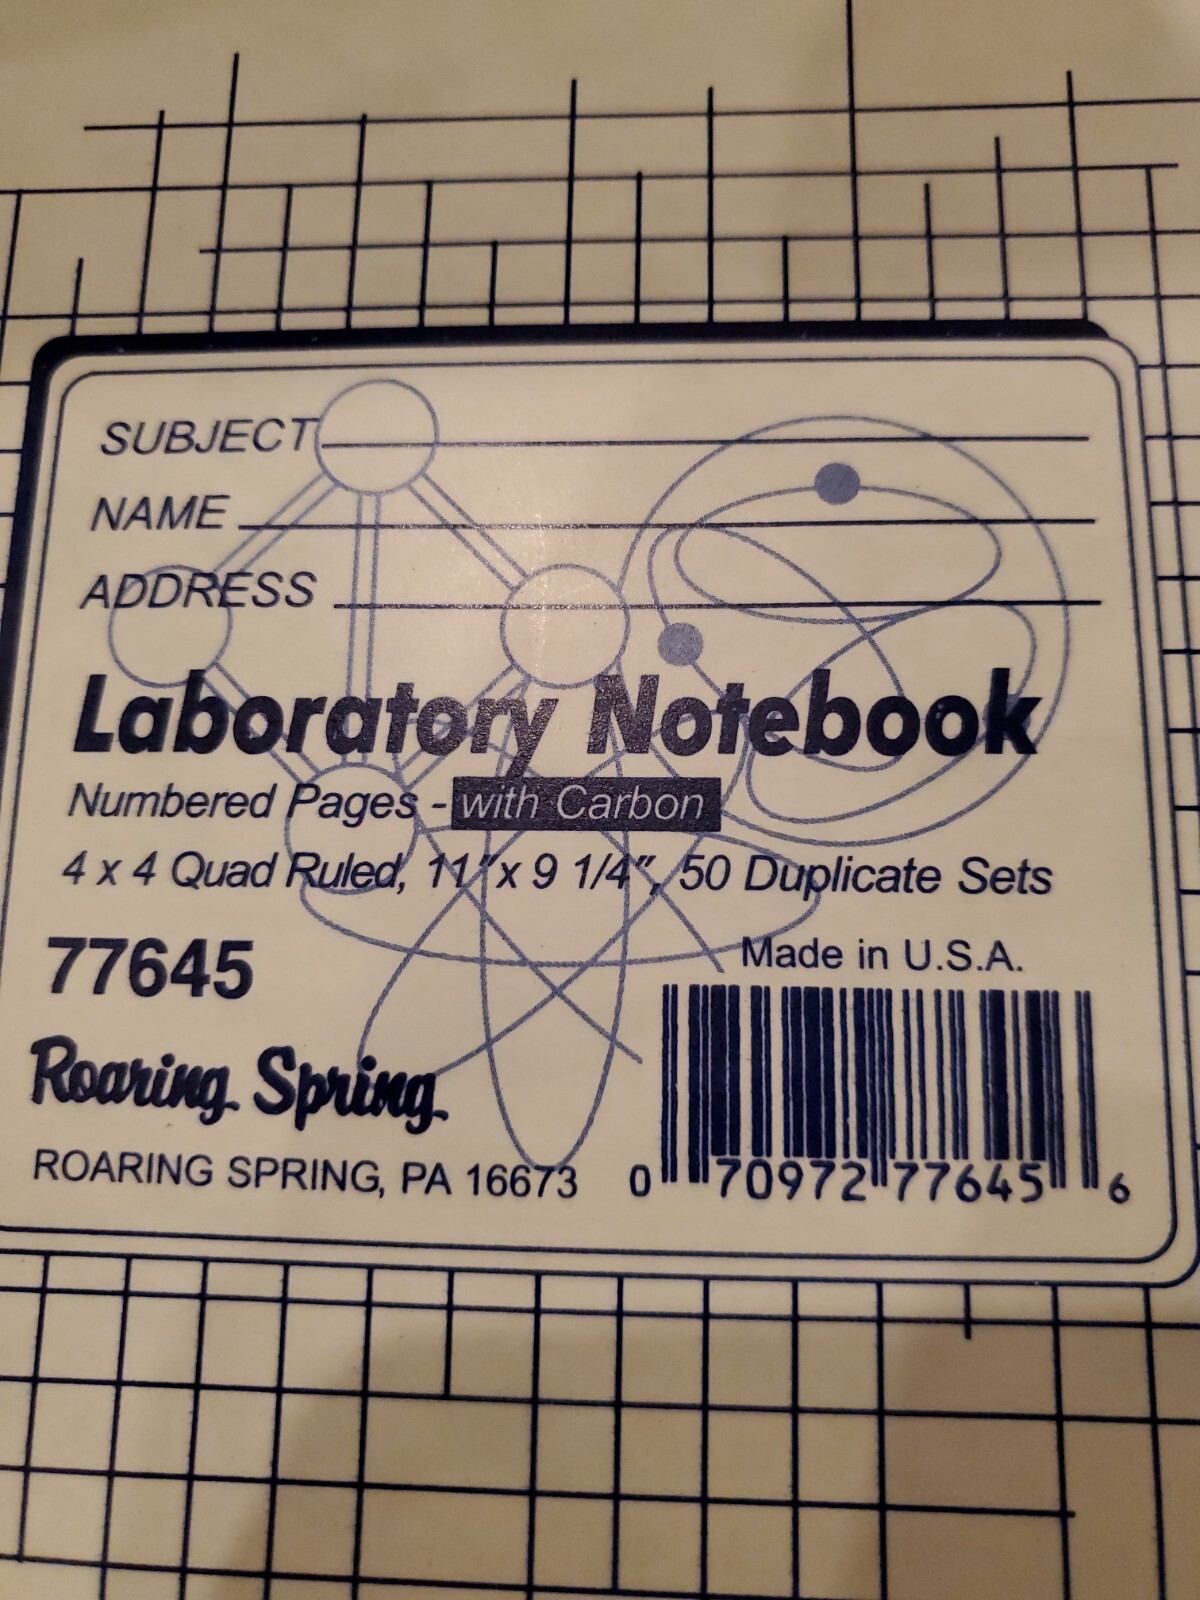 SUBJECT
NAME
ADDRESS
Laboratory Notebook
Numbered Pages - with Carbon
4 x 4 Quad Ruled, 11" x 9 1/4", 50 Duplicate Sets
77645
Made in U.S.A.
Roaring Spring
ROARING SPRING, PA 16673
0 70972 77645 6